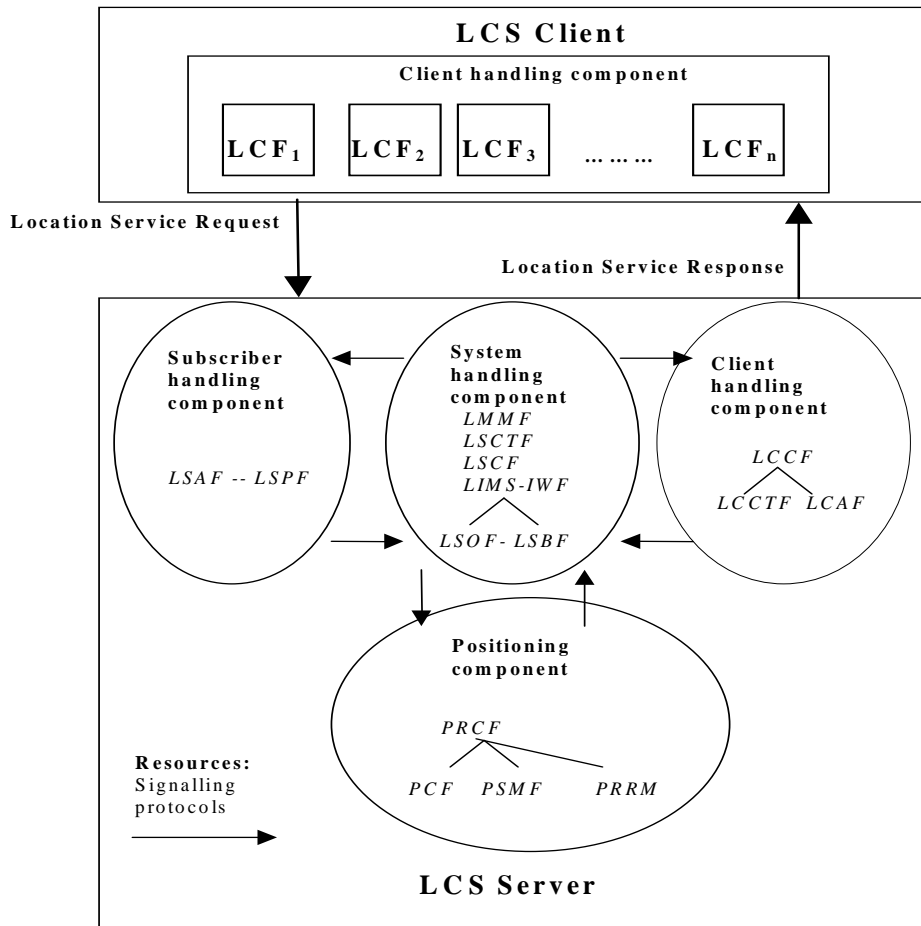 LCS Client
Client handling component
LCF1 LCF2 LCF3 ... ... ... LCFn
Location Service Request
Location Service Response
Subscriber
handling
component
LSAF -- LSPF
System
handling
component
LMMF
LSCTF
LSCF
LIMS-IWF
LSOF- LSBF
Client
handling
component
LCCF
LCCTF LCAF
Positioning
component
PRCF
PCF PSMF PRRM
Resources:
Signalling
protocols
LCS Server